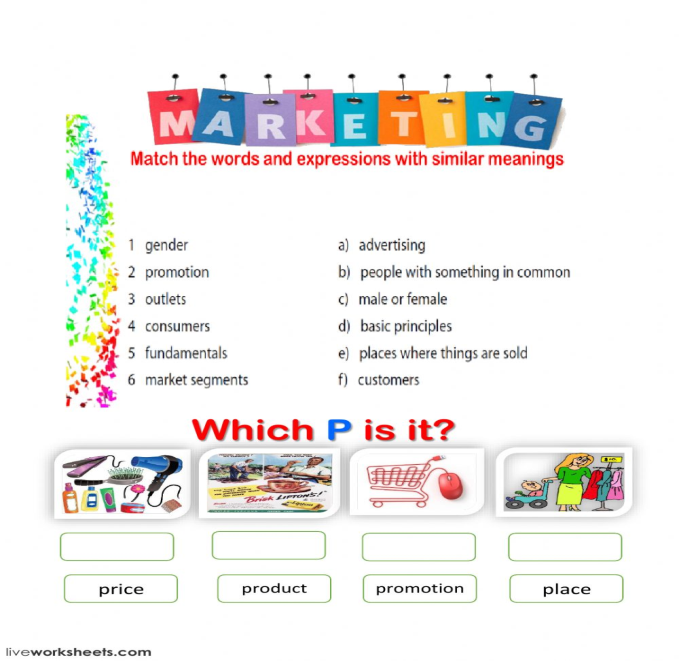 MARKETING
Match the words and expressions with similar meanings
1 gender
2 promotion
3 outlets
4 consumers
5 fundamentals
6 market segments
a) advertising
b) people with something in common
c) male or female
d) basic principles
e) places where things are sold
f) customers
Which P is it?
Brisk LIPTON'S!
price
product
promotion
place
liveworksheets.com